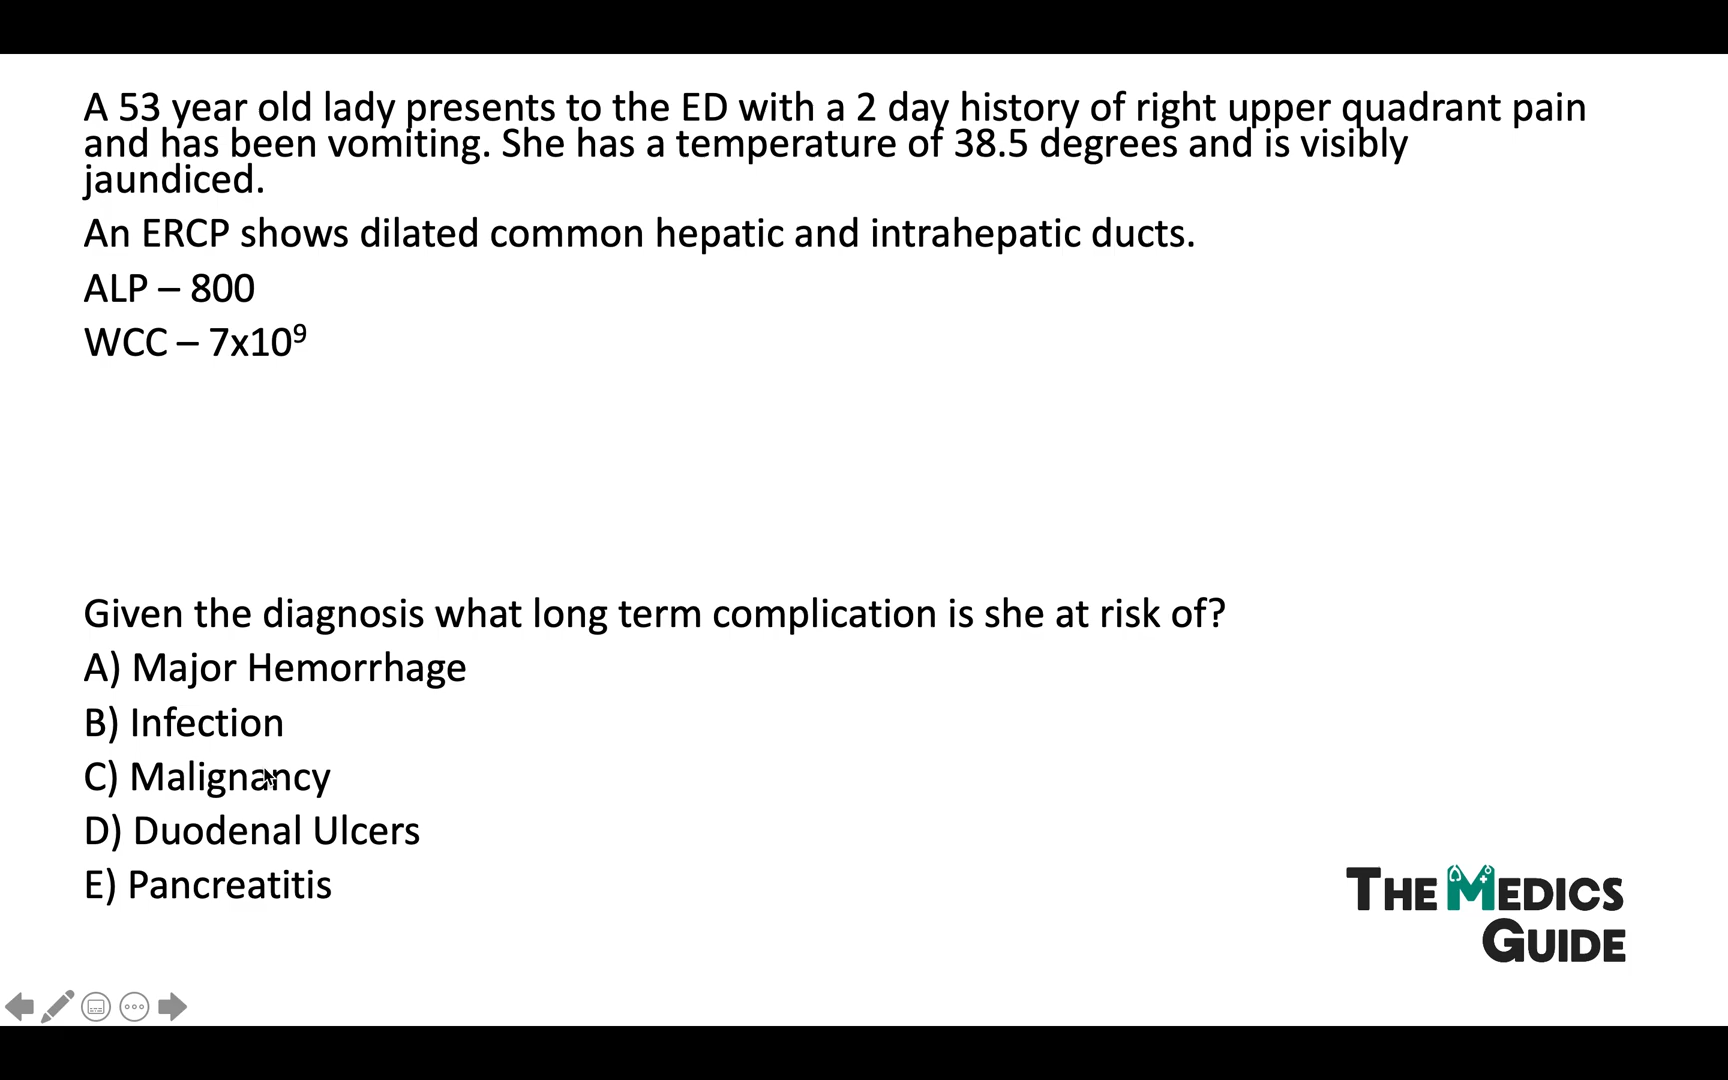 A 53 year old lady presents to the ED with a 2 day history of right upper quadrant pain
and has been vomiting. She has a temperature of 38.5 degrees and is visibly
jaundiced.
An ERCP shows dilated common hepatic and intrahepatic ducts.
ALP – 800
WCC – 7x10⁹
Given the diagnosis what long term complication is she at risk of?
A) Major Hemorrhage
B) Infection
C) Malignancy
D) Duodenal Ulcers
E) Pancreatitis
THE MEDICS
GUIDE